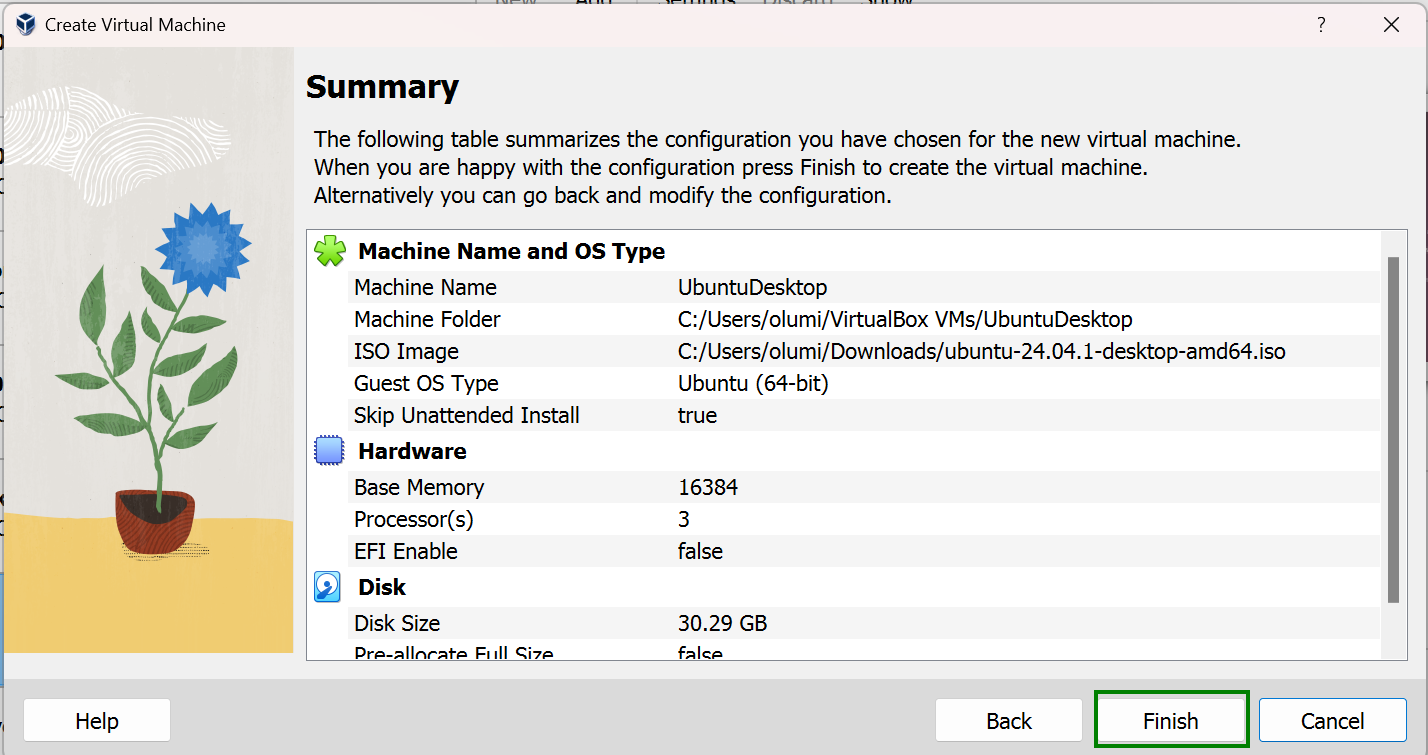 New Add Settings Discard Show
Create Virtual Machine ?
Summary
The following table summarizes the configuration you have chosen for the new virtual machine.
When you are happy with the configuration press Finish to create the virtual machine.
Alternatively you can go back and modify the configuration.
Machine Name and OS Type
Machine Name UbuntuDesktop
Machine Folder C:/Users/olumi/VirtualBox VMs/UbuntuDesktop
ISO Image C:/Users/olumi/Downloads/ubuntu-24.04.1-desktop-amd64.iso
Guest OS Type Ubuntu (64-bit)
Skip Unattended Install true
Hardware
Base Memory 16384
Processor(s) 3
EFI Enable false
Disk
Disk Size 30.29 GB
Pre-allocate Full Size false
Help Back Finish Cancel